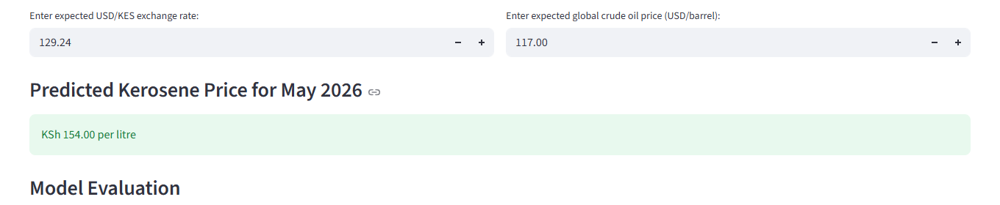 Enter expected USD/KES exchange rate:
Enter expected global crude oil price (USD/barrel):
129.24 − +
117.00 − +
Predicted Kerosene Price for May 2026
KSh 154.00 per litre
Model Evaluation